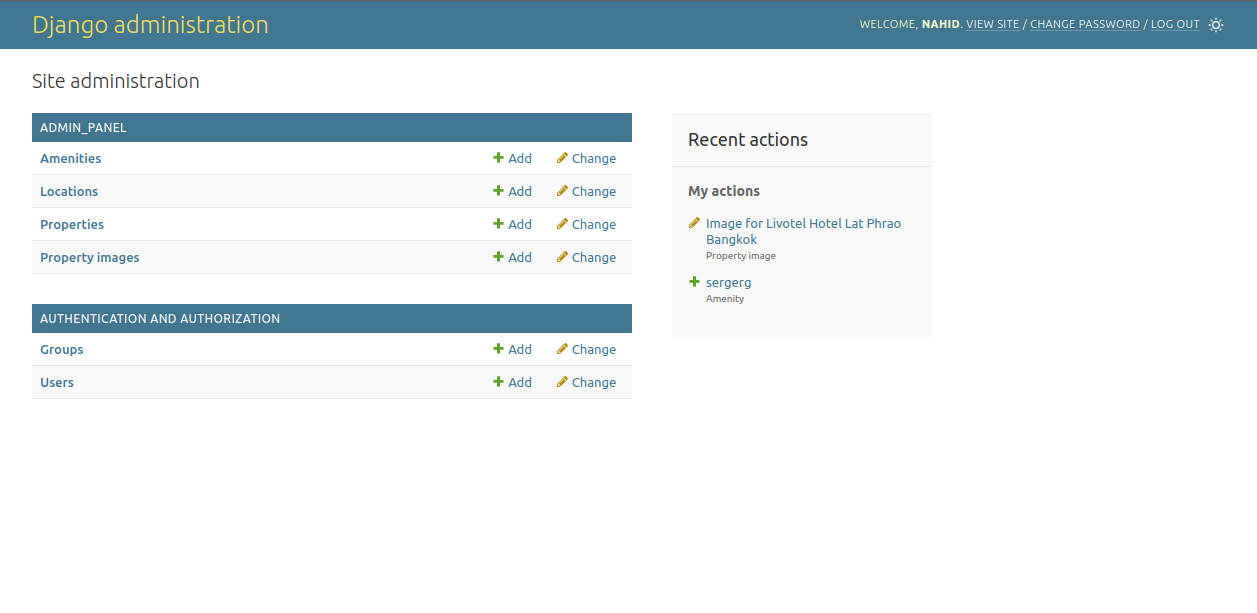 Django administration
WELCOME, NAHID. VIEW SITE / CHANGE PASSWORD / LOG OUT
Site administration
ADMIN_PANEL
Amenities Add Change
Locations Add Change
Properties Add Change
Property images Add Change
AUTHENTICATION AND AUTHORIZATION
Groups Add Change
Users Add Change
Recent actions
My actions
Image for Livotel Hotel Lat Phrao
Bangkok
Property image
sergerg
Amenity